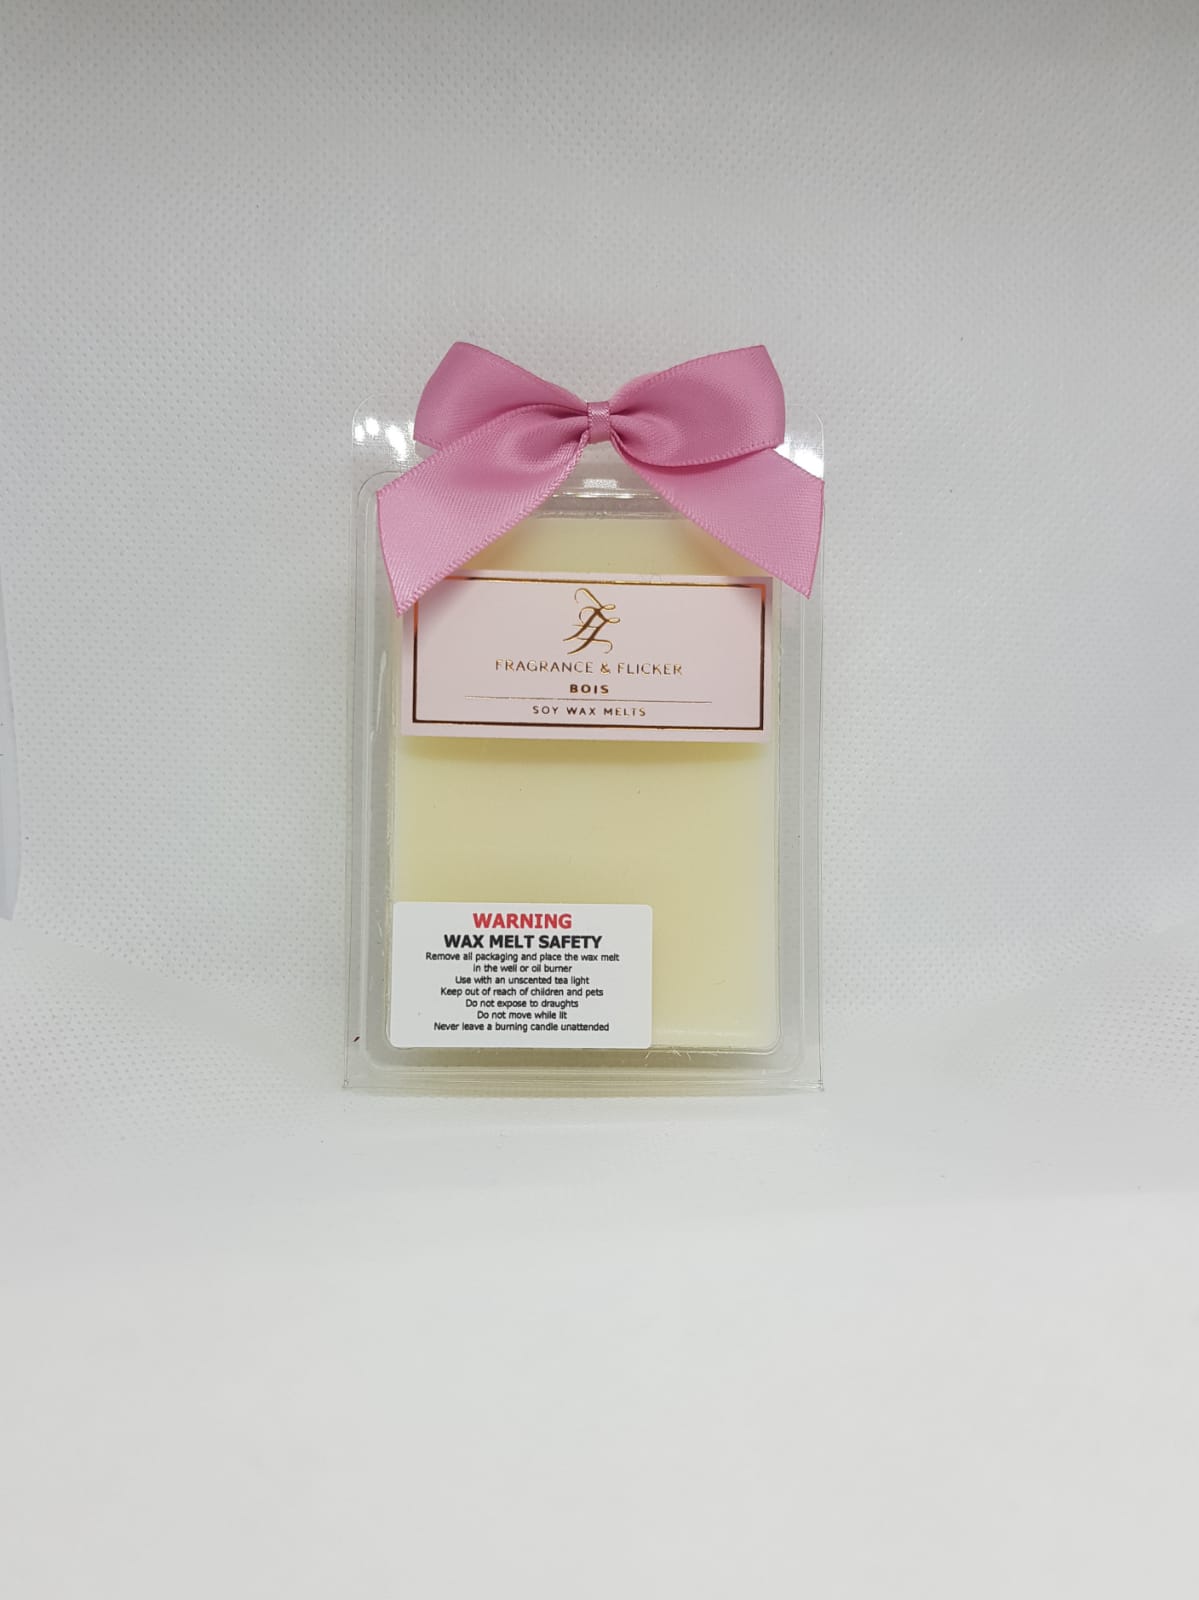 FRAGRANCE & FLICKER
BOIS
SOY WAX MELTS
WARNING
WAX MELT SAFETY
Remove all packaging and place the wax melt
in the well or oil burner
Use with an unscented tea light
Keep out of reach of children and pets
Do not expose to draughts
Do not move while lit
Never leave a burning candle unattended